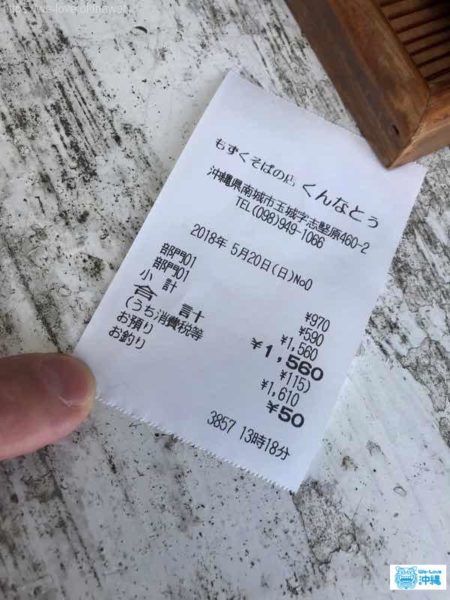 もずくそばの店 くんなとぅ
沖縄県南城市玉城字志堅原460-2
TEL(098)949-1066
2018年 5月20日(日)No0
部門01 ¥970
部門01 ¥590
小 計 ¥1,560
合 計 ¥1,560
(うち消費税等 ¥115)
お預り ¥1,610
お釣り ¥50
3857 13時18分
We-Love
沖縄